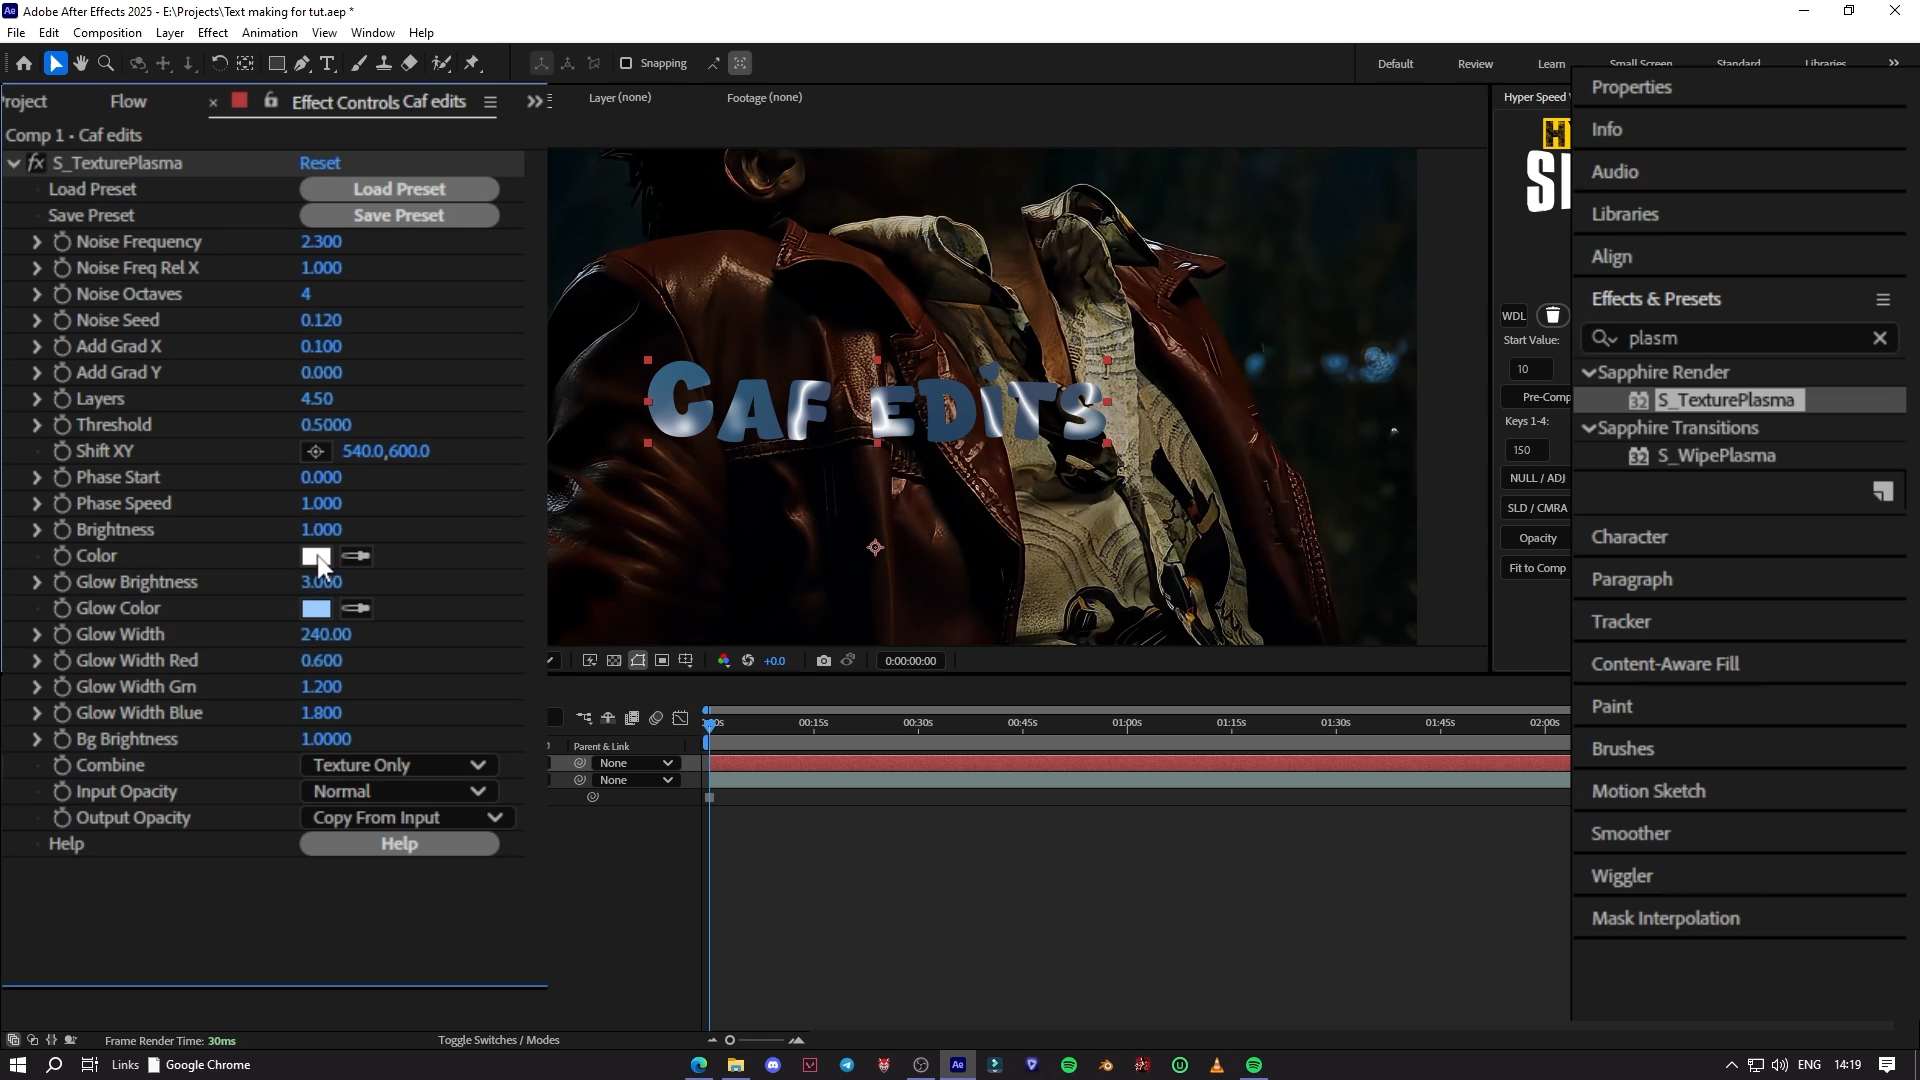 Adobe After Effects 2025 - E:\Projects\Text making for tut.aep *
File Edit Composition Layer Effect Animation View Window Help
Snapping
Default Review Learn Small Screen Standard Libraries
roject Flow Effect Controls Caf edits
Layer (none) Footage (none)
Hyper Speed
Comp 1 • Caf edits
fx S_TexturePlasma Reset
Load Preset Load Preset
Save Preset Save Preset
Noise Frequency 2.300
Noise Freq Rel X 1.000
Noise Octaves 4
Noise Seed 0.120
Add Grad X 0.100
Add Grad Y 0.000
Layers 4.50
Threshold 0.5000
Shift XY 540.0,600.0
Phase Start 0.000
Phase Speed 1.000
Brightness 1.000
Color
Glow Brightness 3.000
Glow Color
Glow Width 240.00
Glow Width Red 0.600
Glow Width Grn 1.200
Glow Width Blue 1.800
Bg Brightness 1.0000
Combine Texture Only
Input Opacity Normal
Output Opacity Copy From Input
Help Help
Caf edits
+0.0 0:00:00:00
WDL
Start Value:
10
Pre-Comp
Keys 1-4:
150
NULL / ADJ
SLD / CMRA
Opacity
Fit to Comp
Properties
Info
Audio
Libraries
Align
Effects & Presets
plasm
Sapphire Render
32 S_TexturePlasma
Sapphire Transitions
32 S_WipePlasma
Character
Paragraph
Tracker
Content-Aware Fill
Paint
Brushes
Motion Sketch
Smoother
Wiggler
Mask Interpolation
00:15s 00:30s 00:45s 01:00s 01:15s 01:30s 01:45s 02:00s
Parent & Link
None
None
Frame Render Time: 30ms Toggle Switches / Modes
Links Google Chrome
Ae
ENG 14:19